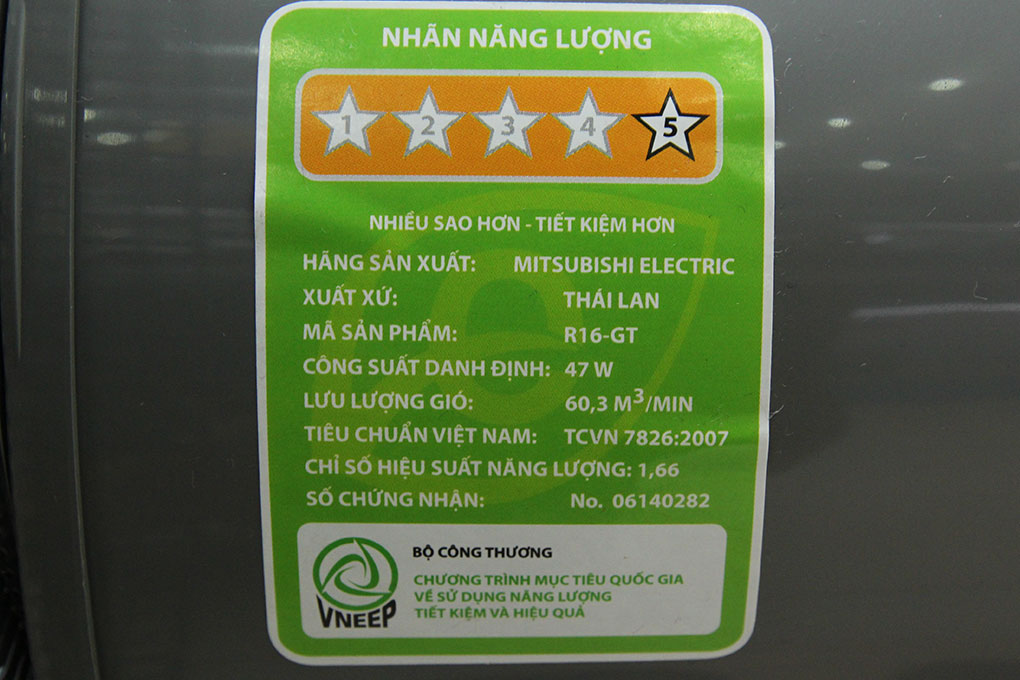 NHÃN NĂNG LƯỢNG
1 2 3 4 5
NHIỀU SAO HƠN - TIẾT KIỆM HƠN
HÃNG SẢN XUẤT: MITSUBISHI ELECTRIC
XUẤT XỨ: THÁI LAN
MÃ SẢN PHẨM: R16-GT
CÔNG SUẤT DANH ĐỊNH: 47 W
LƯU LƯỢNG GIÓ: 60,3 M³/MIN
TIÊU CHUẨN VIỆT NAM: TCVN 7826:2007
CHỈ SỐ HIỆU SUẤT NĂNG LƯỢNG: 1,66
SỐ CHỨNG NHẬN: No. 06140282
BỘ CÔNG THƯƠNG
CHƯƠNG TRÌNH MỤC TIÊU QUỐC GIA
VỀ SỬ DỤNG NĂNG LƯỢNG
TIẾT KIỆM VÀ HIỆU QUẢ
VNEEP